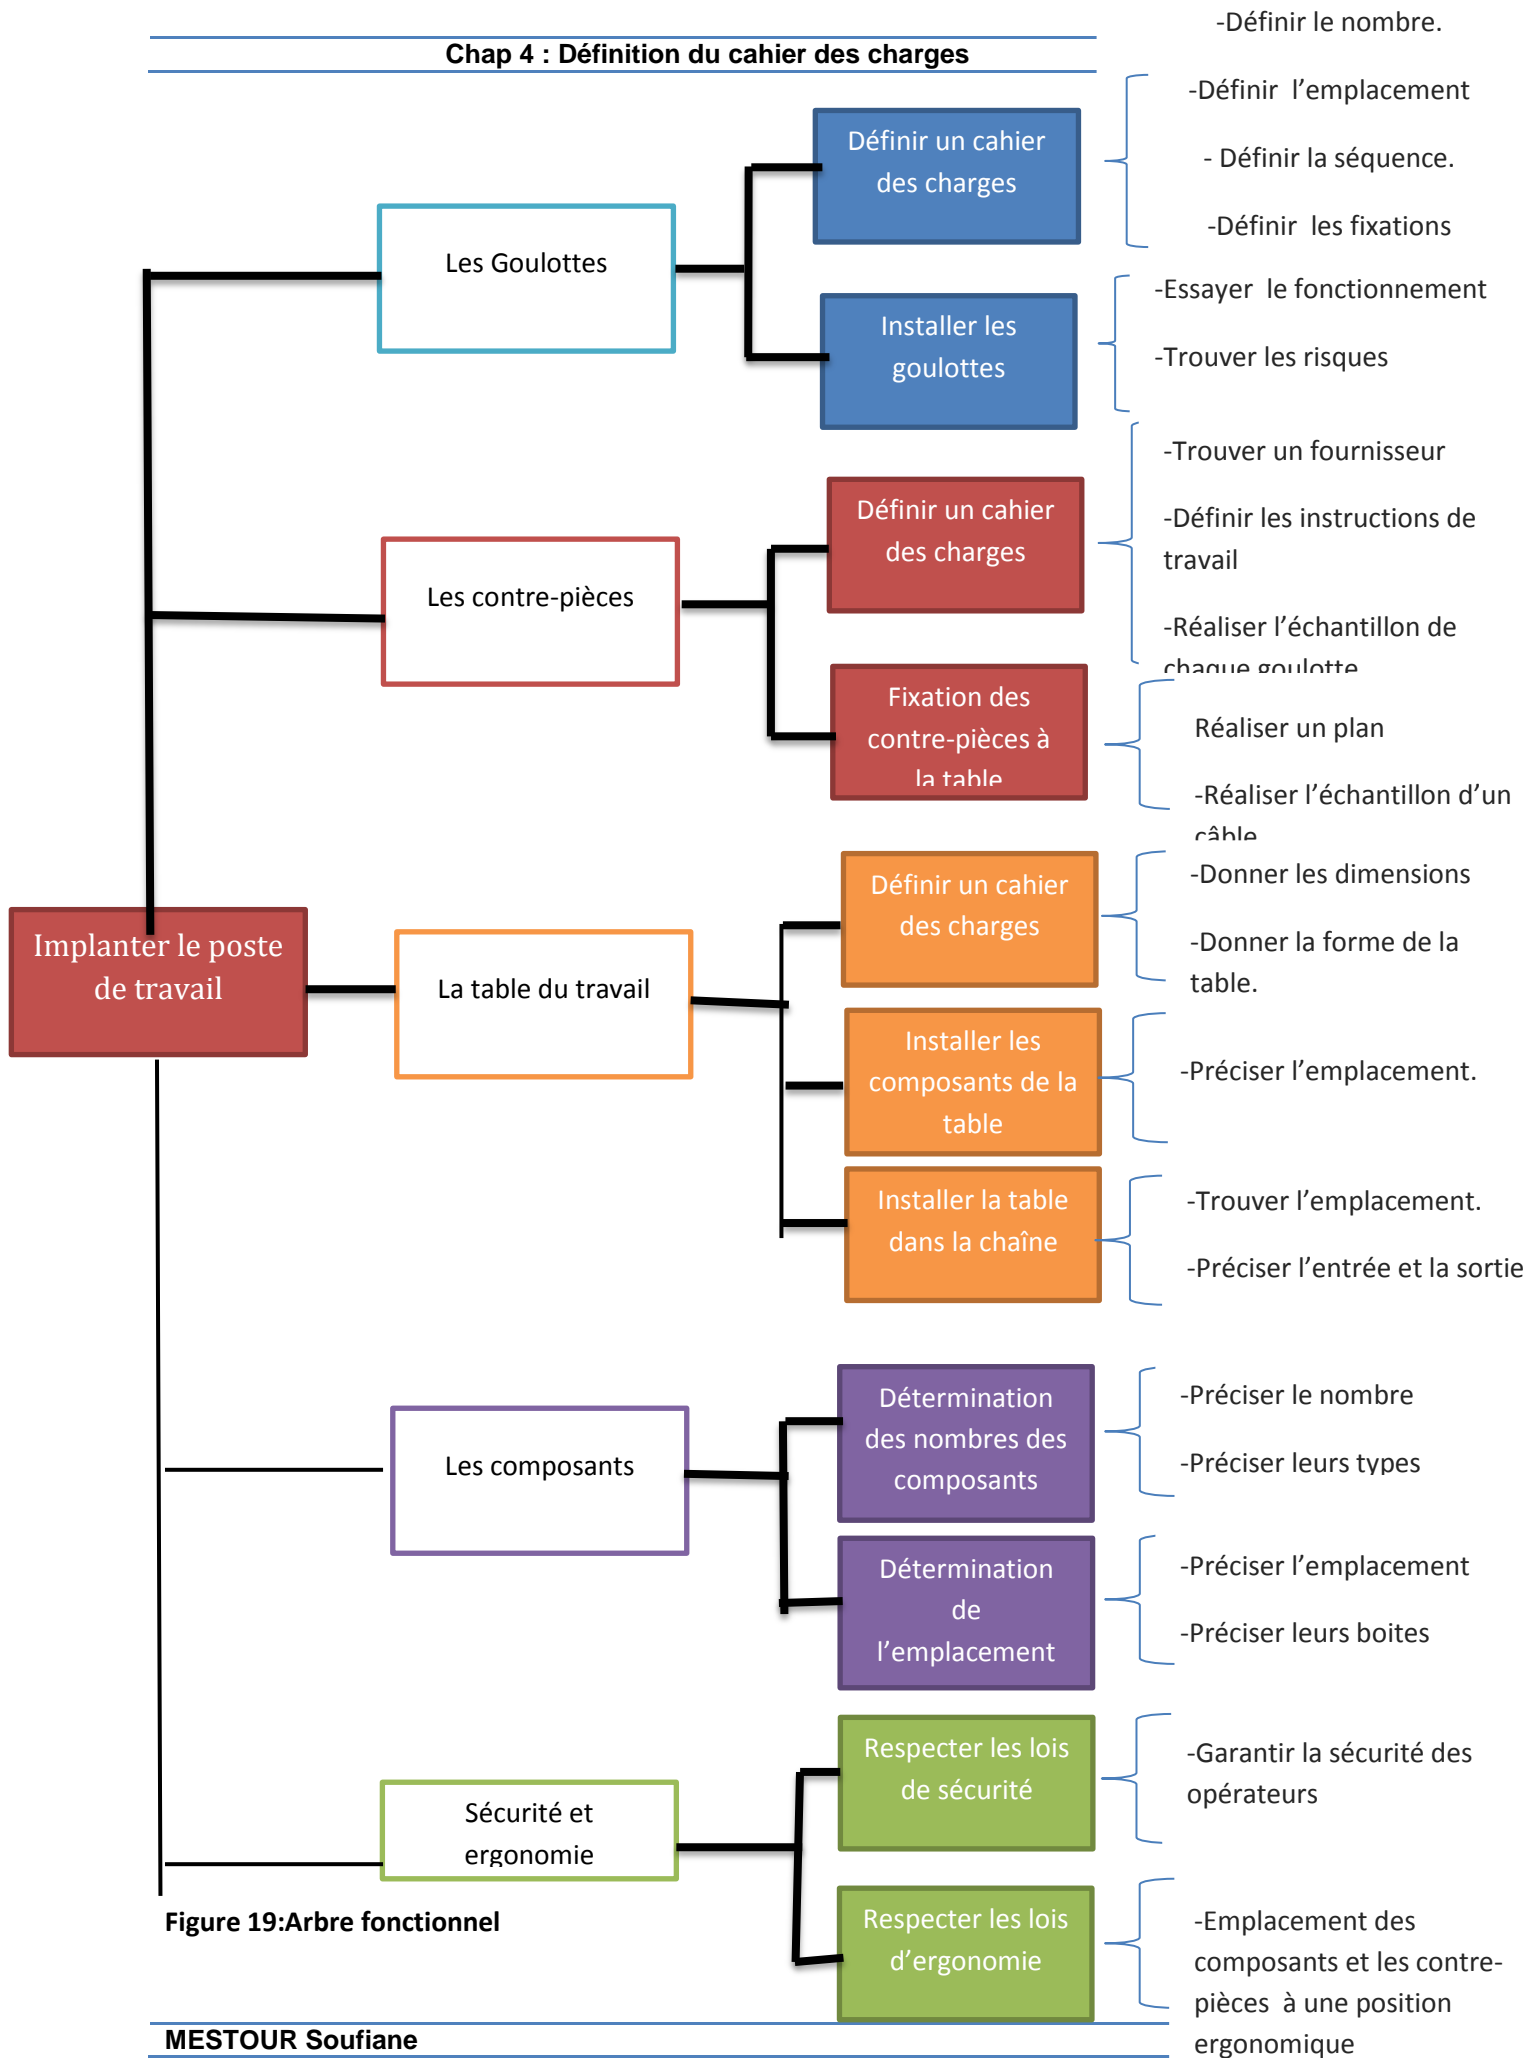 Chap 4 : Définition du cahier des charges
Implanter le poste
de travail
Les Goulottes
Définir un cahier
des charges
-Définir le nombre.
-Définir  l’emplacement
- Définir la séquence.
-Définir  les fixations
Installer les
goulottes
-Essayer  le fonctionnement
-Trouver les risques
Les contre-pièces
Définir un cahier
des charges
-Trouver un fournisseur
-Définir les instructions de
travail
-Réaliser l’échantillon de
chaque goulotte
Fixation des
contre-pièces à
la table
Réaliser un plan
-Réaliser l’échantillon d’un
câble
La table du travail
Définir un cahier
des charges
-Donner les dimensions
-Donner la forme de la
table.
Installer les
composants de la
table
-Préciser l’emplacement.
Installer la table
dans la chaîne
-Trouver l’emplacement.
-Préciser l’entrée et la sortie
Les composants
Détermination
des nombres des
composants
-Préciser le nombre
-Préciser leurs types
Détermination
de
l’emplacement
-Préciser l’emplacement
-Préciser leurs boites
Sécurité et
ergonomie
Respecter les lois
de sécurité
-Garantir la sécurité des
opérateurs
Respecter les lois
d’ergonomie
-Emplacement des
composants et les contre-
pièces  à une position
ergonomique
Figure 19:Arbre fonctionnel
MESTOUR Soufiane